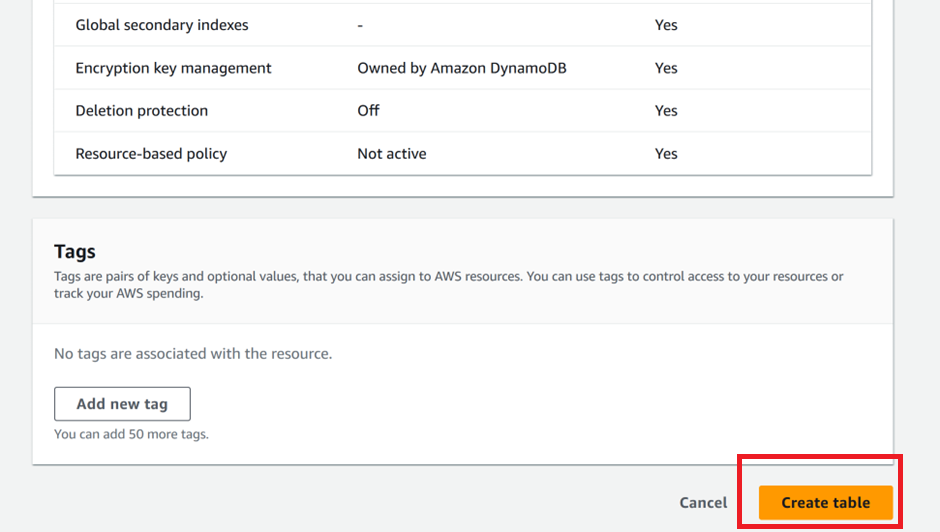 Global secondary indexes - Yes
Encryption key management Owned by Amazon DynamoDB Yes
Deletion protection Off Yes
Resource-based policy Not active Yes
Tags
Tags are pairs of keys and optional values, that you can assign to AWS resources. You can use tags to control access to your resources or
track your AWS spending.
No tags are associated with the resource.
Add new tag
You can add 50 more tags.
Cancel Create table